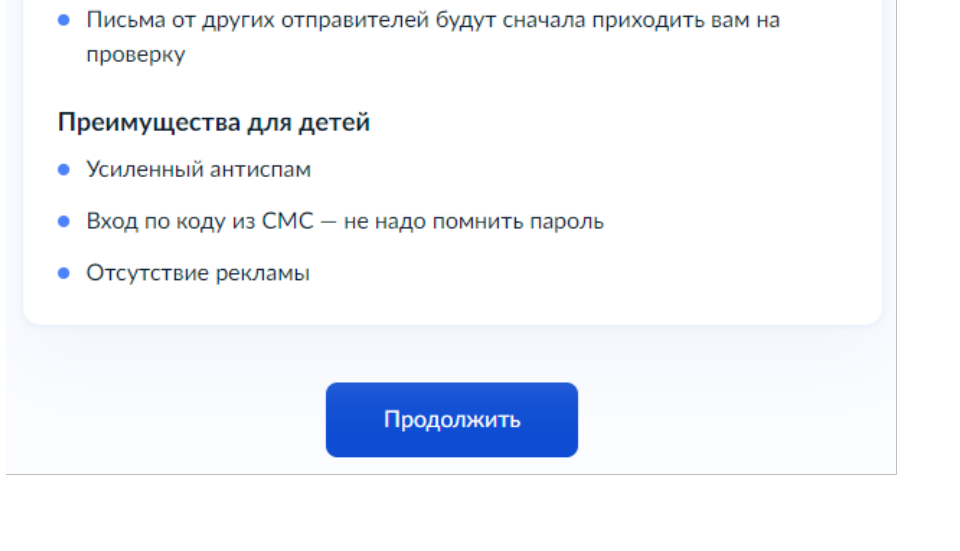 Письма от других отправителей будут сначала приходить вам на
проверку
Преимущества для детей
Усиленный антиспам
Вход по коду из СМС — не надо помнить пароль
Отсутствие рекламы
Продолжить